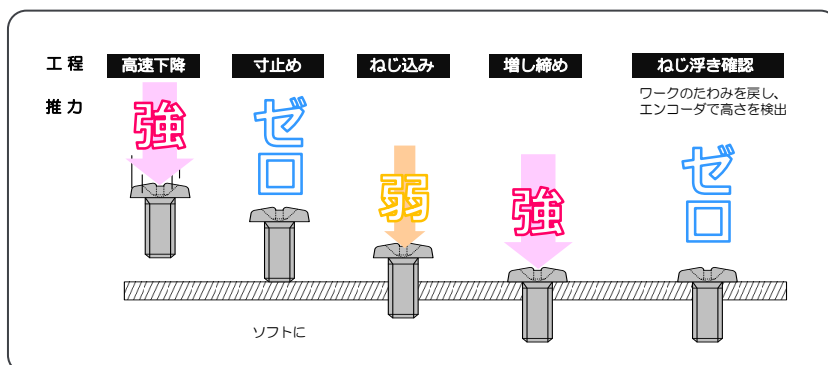 工程 高速下降 寸止め ねじ込み 増し締め ねじ浮き確認
推力 強 ゼロ 弱 強 ワークのたわみを戻し、
エンコーダで高さを検出
ゼロ
ソフトに